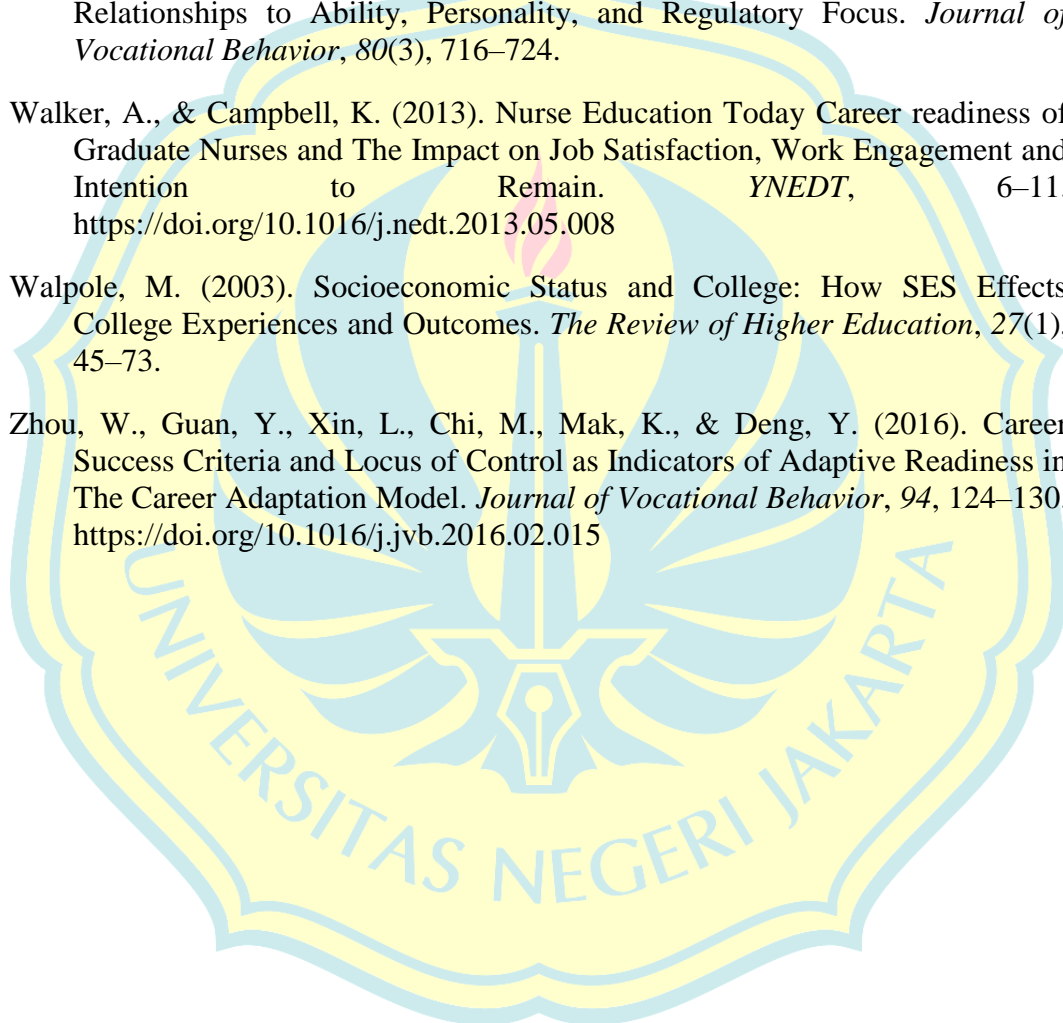 Relationships to Ability, Personality, and Regulatory Focus. Journal of
Vocational Behavior, 80(3), 716–724.
Walker, A., & Campbell, K. (2013). Nurse Education Today Career readiness of
Graduate Nurses and The Impact on Job Satisfaction, Work Engagement and
Intention to Remain. YNEDT, 6–11.
https://doi.org/10.1016/j.nedt.2013.05.008
Walpole, M. (2003). Socioeconomic Status and College: How SES Effects
College Experiences and Outcomes. The Review of Higher Education, 27(1),
45–73.
Zhou, W., Guan, Y., Xin, L., Chi, M., Mak, K., & Deng, Y. (2016). Career
Success Criteria and Locus of Control as Indicators of Adaptive Readiness in
The Career Adaptation Model. Journal of Vocational Behavior, 94, 124–130.
https://doi.org/10.1016/j.jvb.2016.02.015
UNIVERSITAS NEGERI JAKARTA